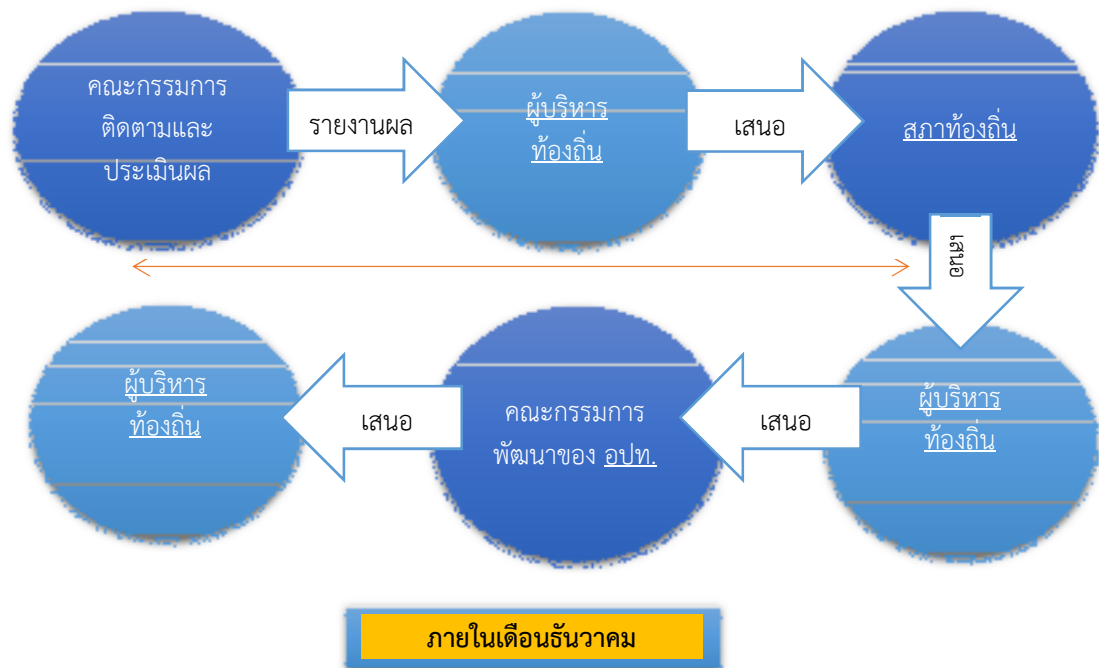 คณะกรรมการ
ติดตามและ
ประเมินผล
รายงานผล
ผู้บริหาร
ท้องถิ่น
เสนอ
สภาท้องถิ่น
เสนอ
ผู้บริหาร
ท้องถิ่น
เสนอ
คณะกรรมการ
พัฒนาของ อปท.
เสนอ
ผู้บริหาร
ท้องถิ่น
ภายในเดือนธันวาคม